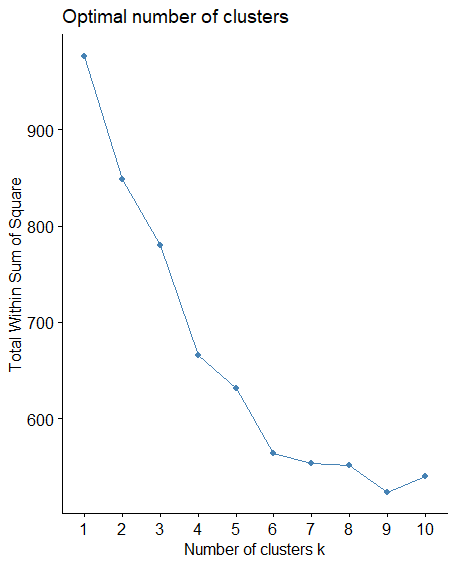 Optimal number of clusters
900
800
700
600
Total Within Sum of Square
1 2 3 4 5 6 7 8 9 10
Number of clusters k